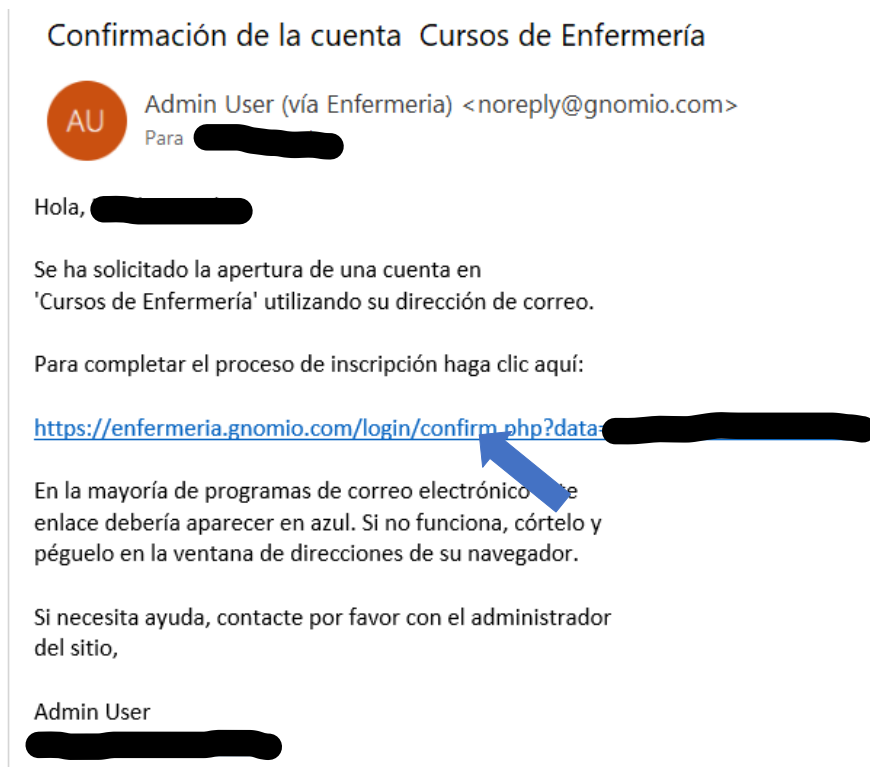 Confirmación de la cuenta Cursos de Enfermería
AU
Admin User (vía Enfermeria) <noreply@gnomio.com>
Para
Hola,
Se ha solicitado la apertura de una cuenta en
'Cursos de Enfermería' utilizando su dirección de correo.
Para completar el proceso de inscripción haga clic aquí:
https://enfermeria.gnomio.com/login/confirm.php?data=
En la mayoría de programas de correo electrónico
enlace debería aparecer en azul. Si no funciona, córtelo y
péguelo en la ventana de direcciones de su navegador.
Si necesita ayuda, contacte por favor con el administrador
del sitio,
Admin User